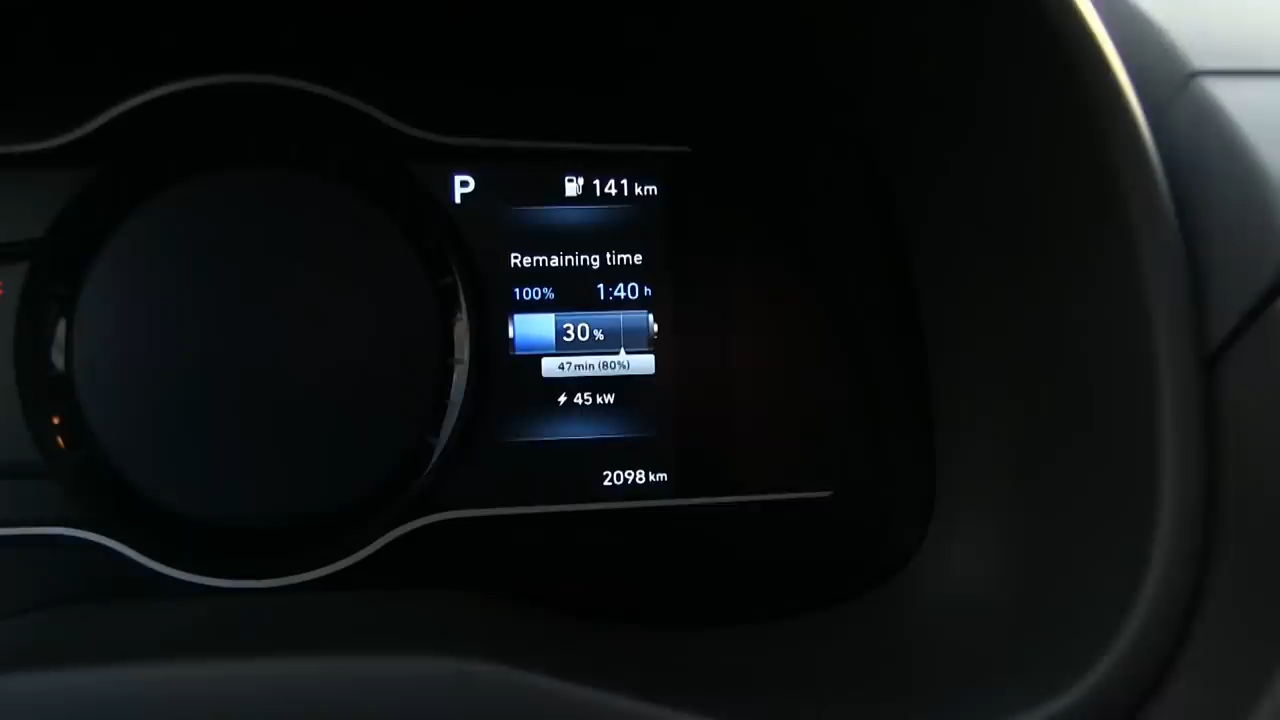 P 141 km
Remaining time
100% 1:40 h
30 %
47 min (80%)
45 kW
2098 km